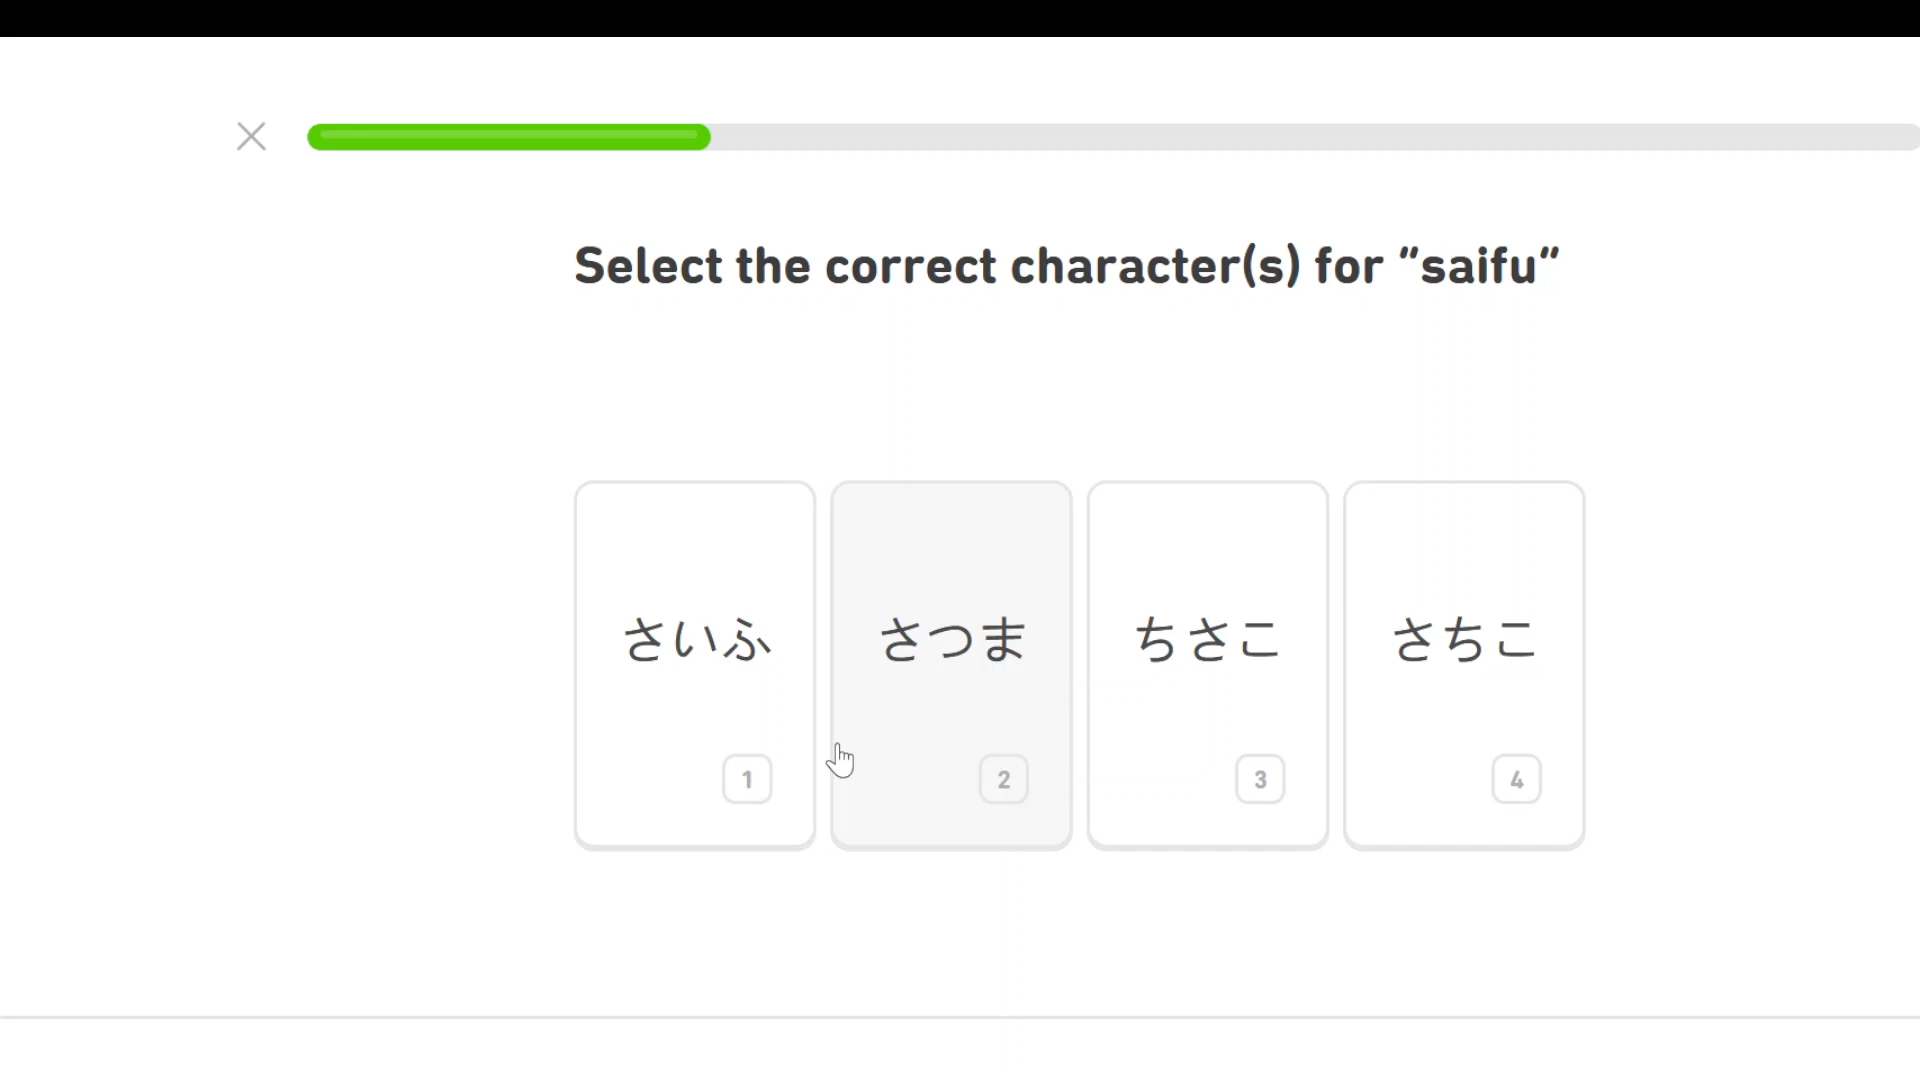 Select the correct character(s) for “saifu”
さいふ
1
さつま
2
ちさこ
3
さちこ
4